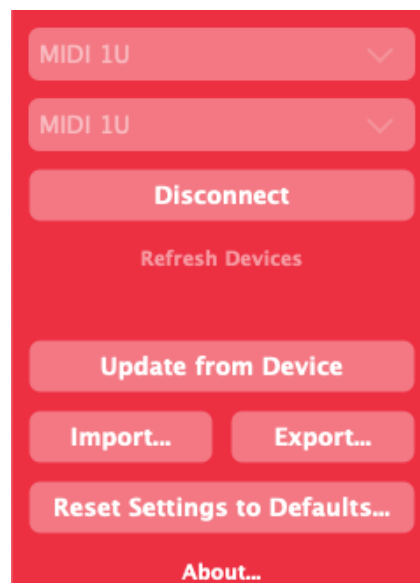 MIDI 1U
MIDI 1U
Disconnect
Refresh Devices
Update from Device
Import... Export...
Reset Settings to Defaults...
About...